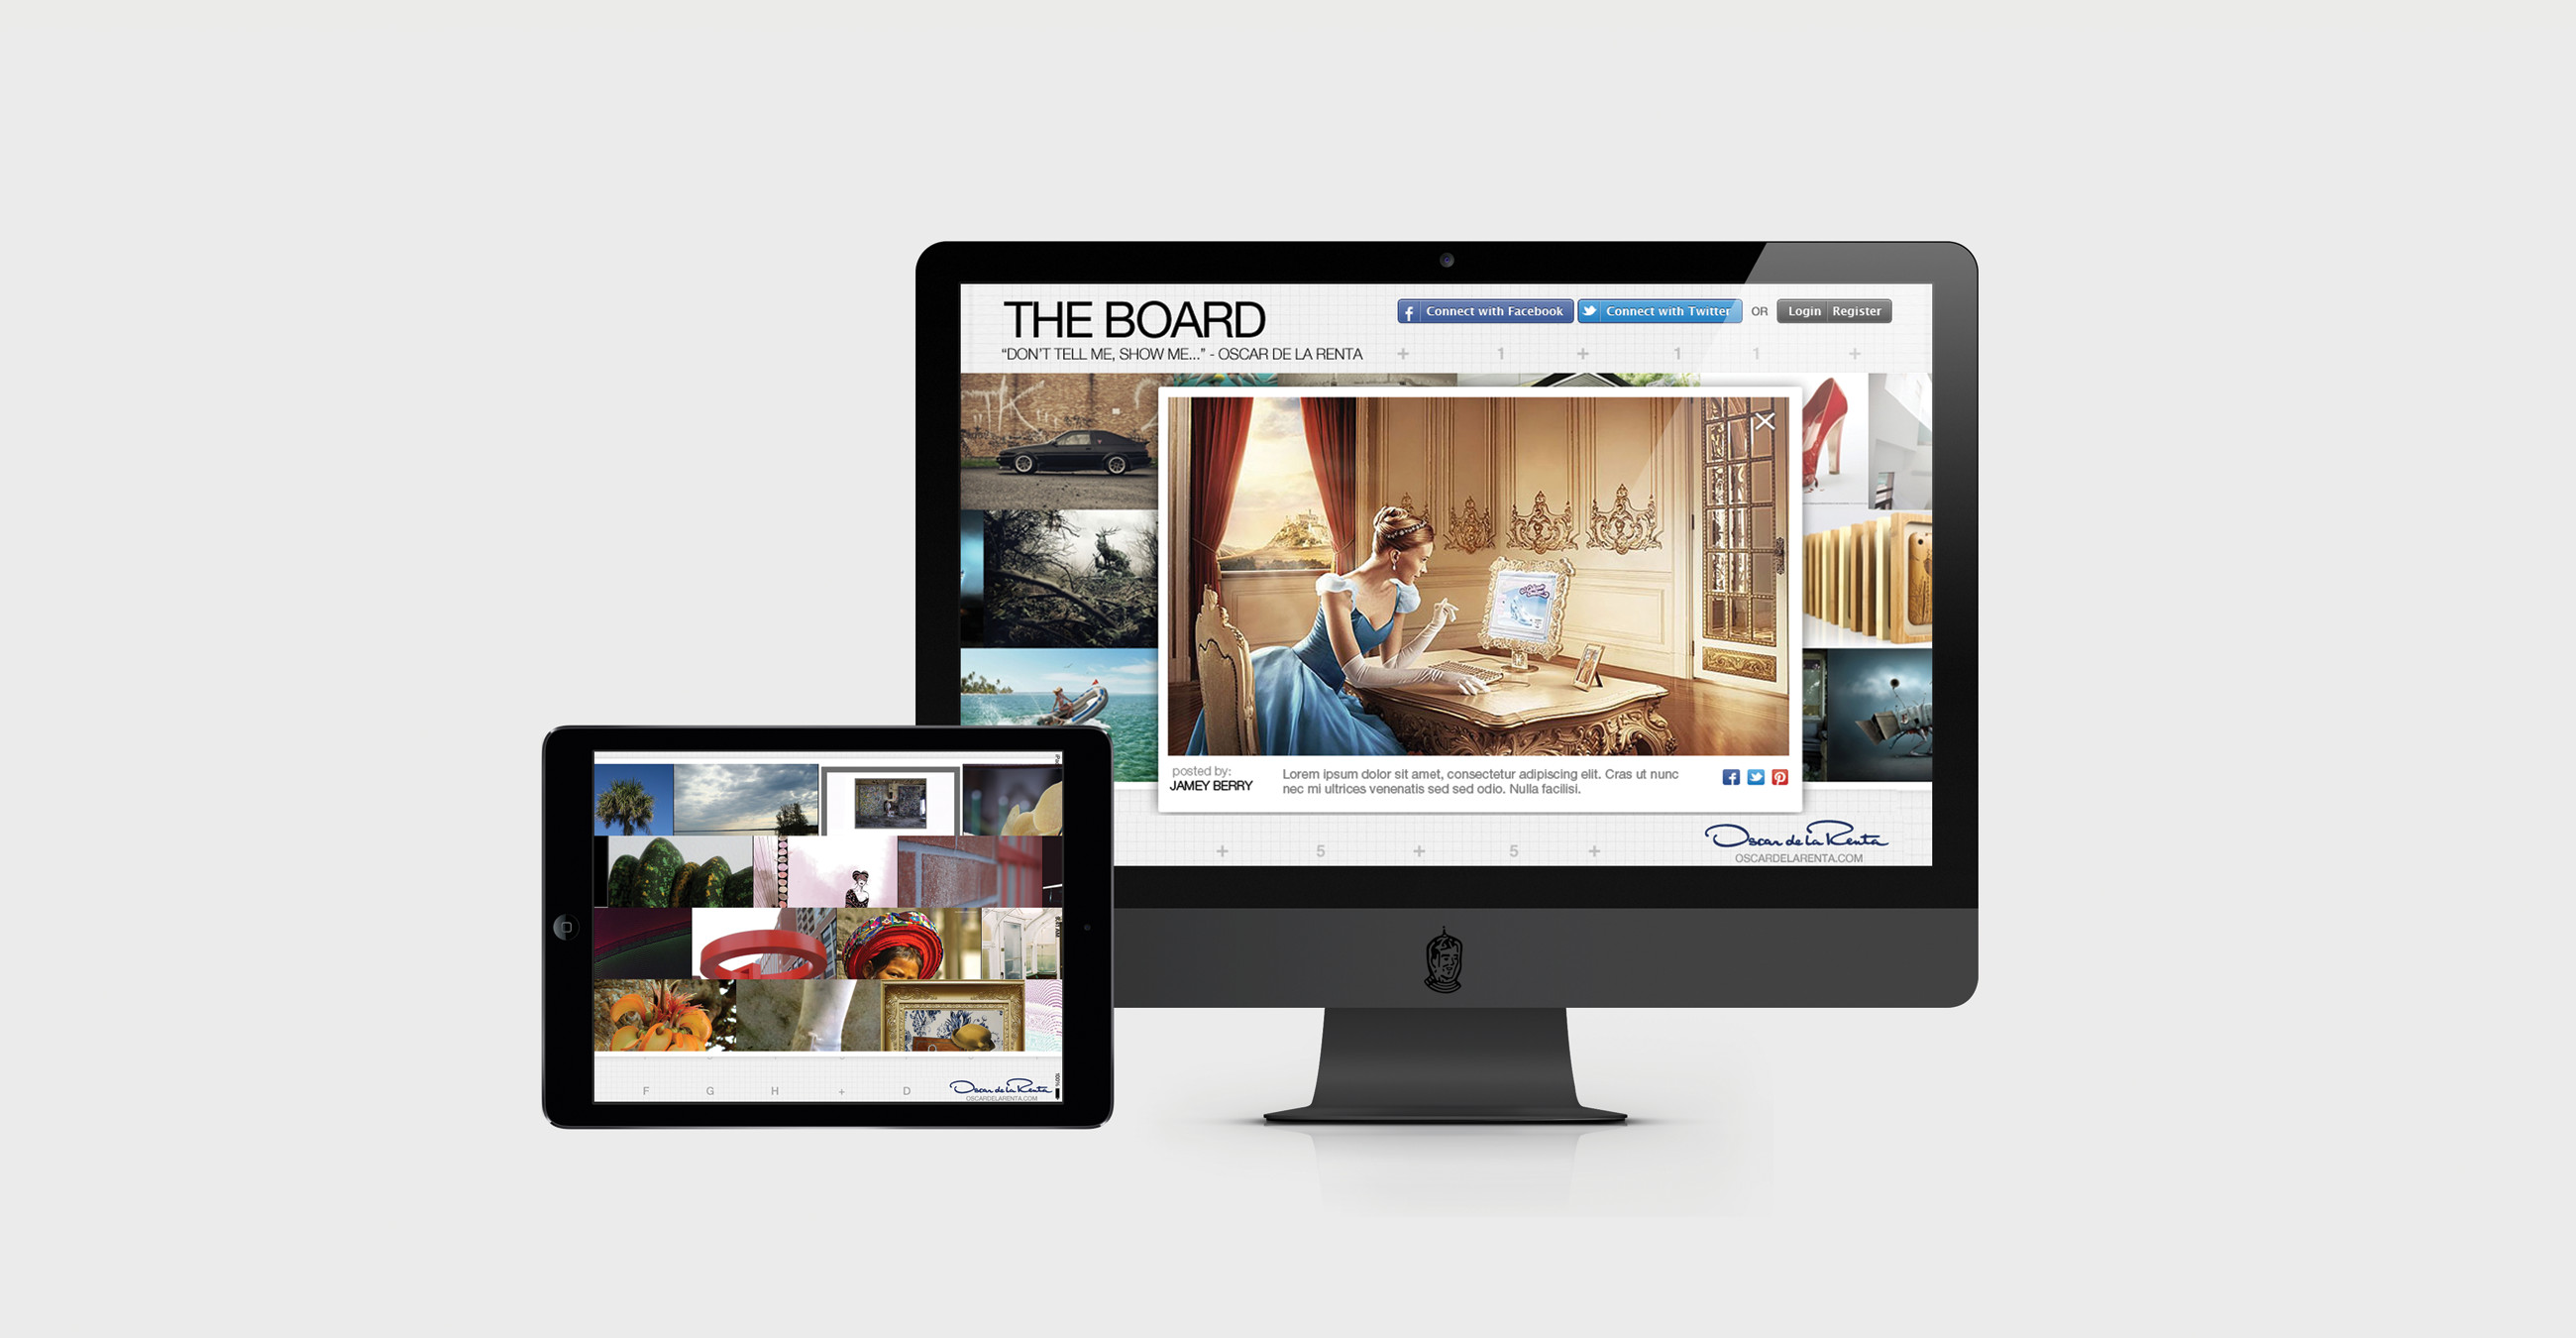 THE BOARD
“DON'T TELL ME, SHOW ME...” - OSCAR DE LA RENTA
Connect with Facebook
Connect with Twitter
OR
Login
Register
+ 1 + 1 1 +
posted by:
JAMEY BERRY
Lorem ipsum dolor sit amet, consectetur adipiscing elit. Cras ut nunc
nec mi ultrices venenatis sed sed odio. Nulla facilisi.
+ 5 + 5 +
Oscar de la Renta
OSCARDELARENTA.COM
F G H + D
Oscar de la Renta
OSCARDELARENTA.COM
100%